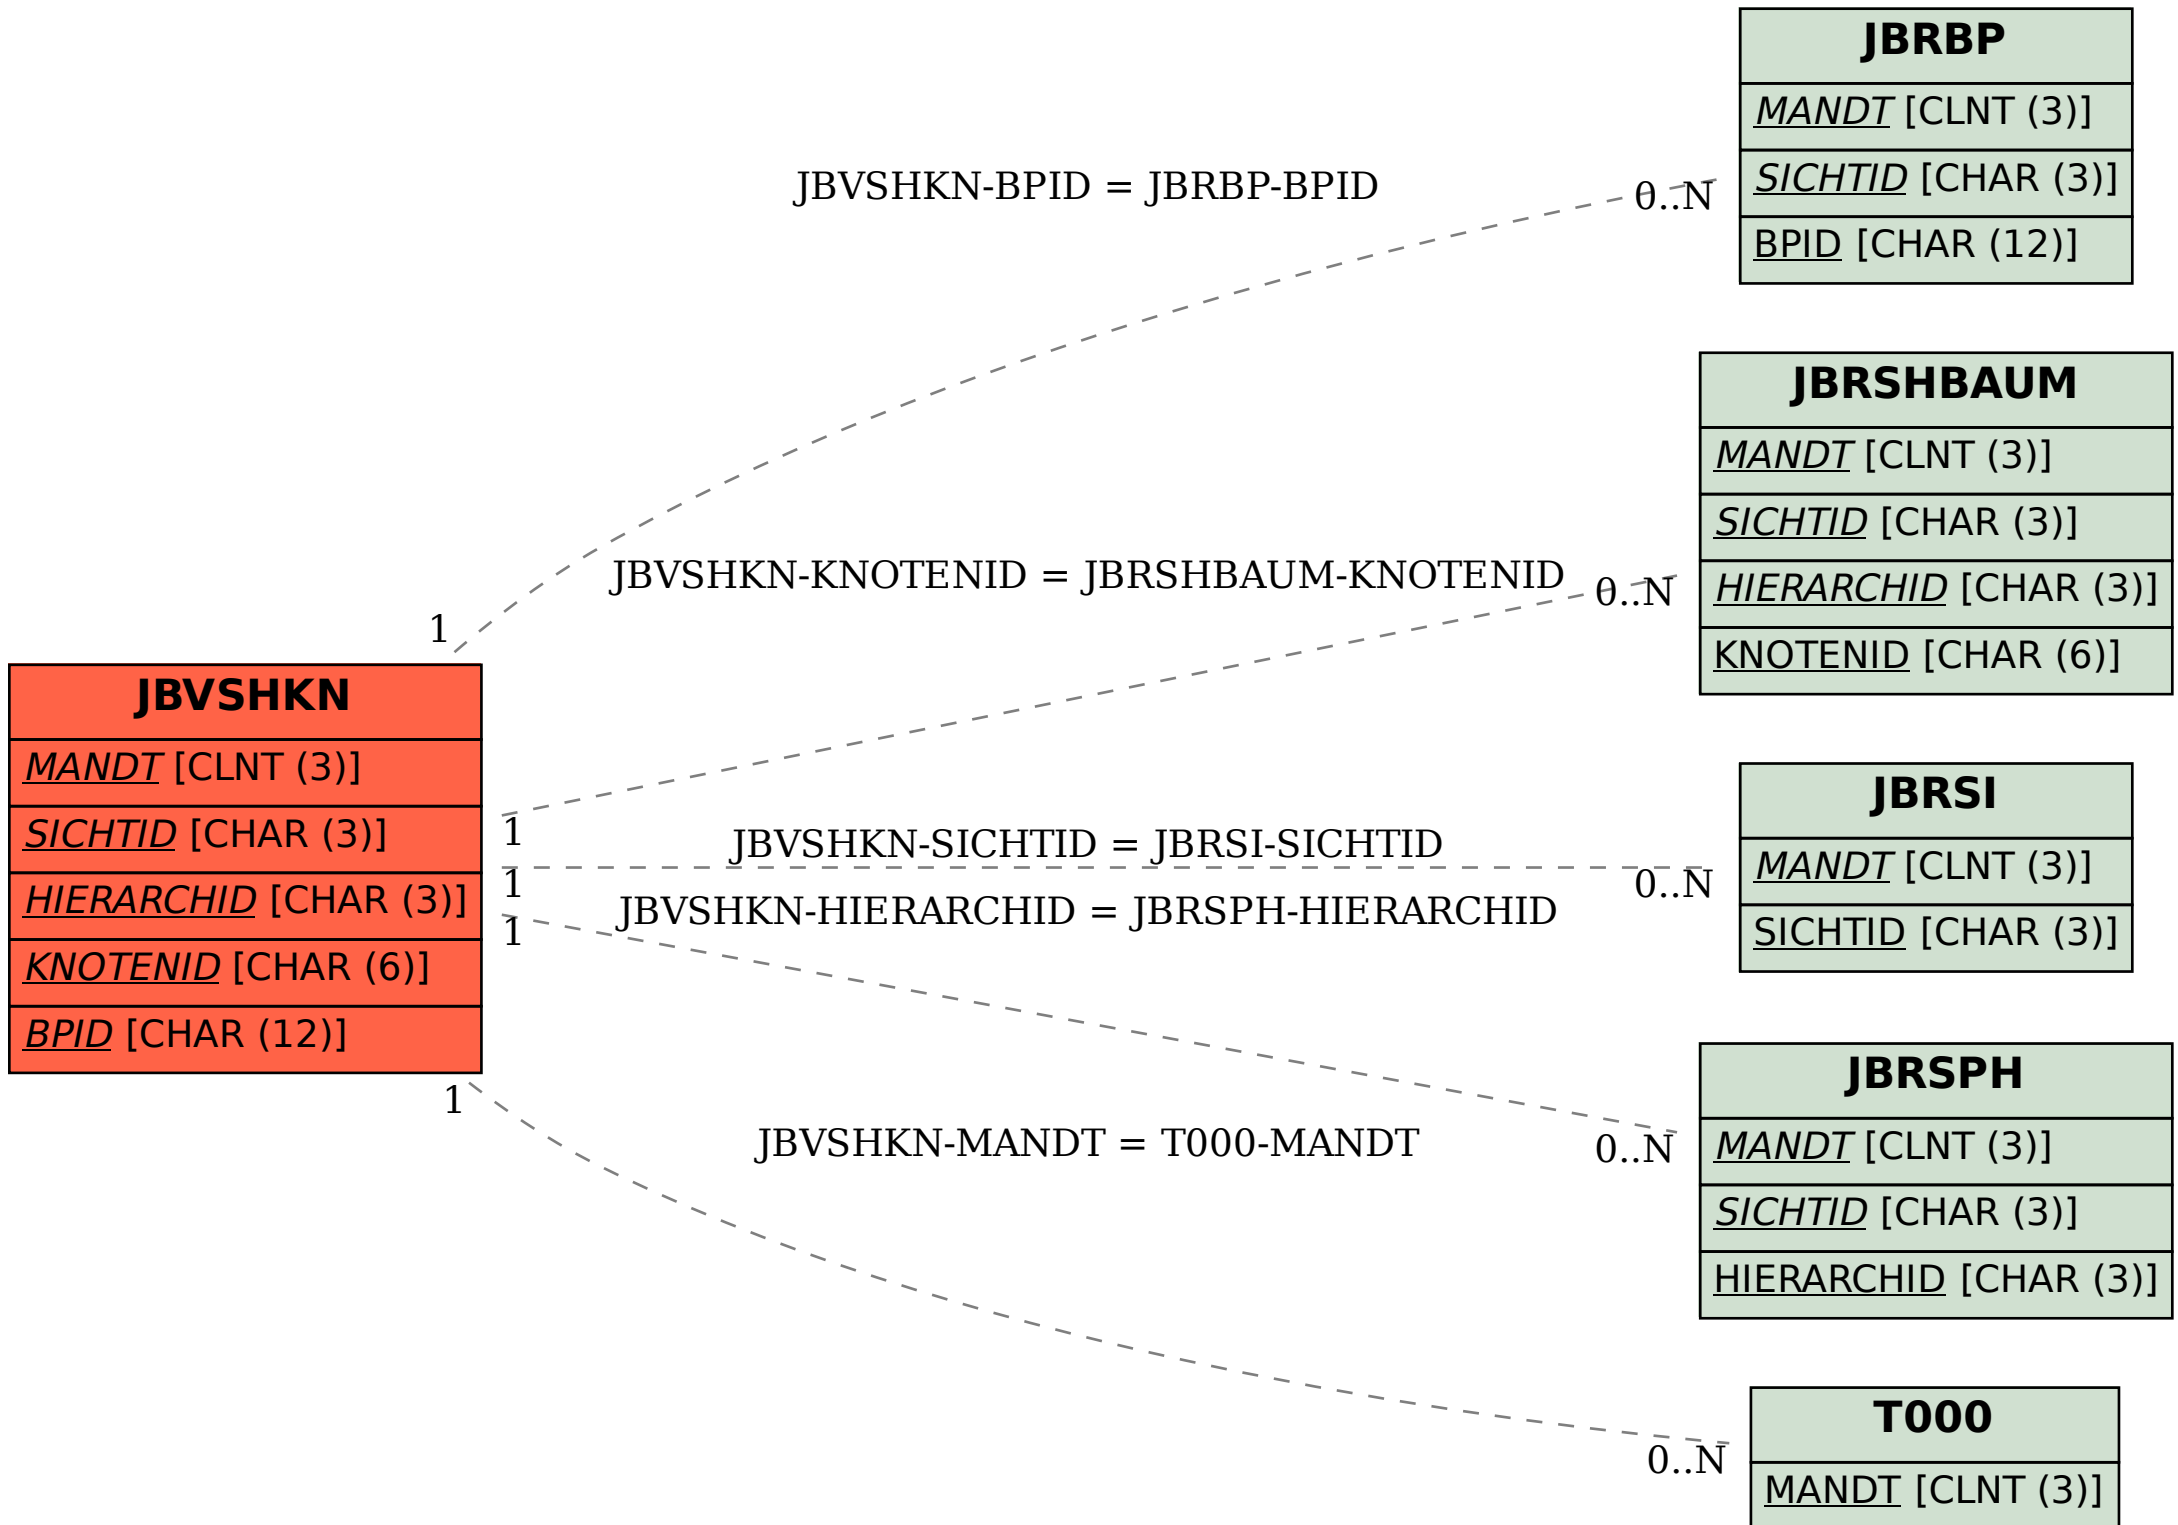 JBRBP
MANDT [CLNT (3)]
SICHTID [CHAR (3)]
BPID [CHAR (12)]
JBVSHKN-BPID = JBRBP-BPID
0..N
1
JBRSHBAUM
MANDT [CLNT (3)]
SICHTID [CHAR (3)]
HIERARCHID [CHAR (3)]
KNOTENID [CHAR (6)]
JBVSHKN-KNOTENID = JBRSHBAUM-KNOTENID
0..N
1
JBVSHKN
MANDT [CLNT (3)]
SICHTID [CHAR (3)]
HIERARCHID [CHAR (3)]
KNOTENID [CHAR (6)]
BPID [CHAR (12)]
JBVSHKN-SICHTID = JBRSI-SICHTID
1
0..N
JBRSI
MANDT [CLNT (3)]
SICHTID [CHAR (3)]
JBVSHKN-HIERARCHID = JBRSPH-HIERARCHID
1
0..N
JBRSPH
MANDT [CLNT (3)]
SICHTID [CHAR (3)]
HIERARCHID [CHAR (3)]
JBVSHKN-MANDT = T000-MANDT
1
0..N
T000
MANDT [CLNT (3)]